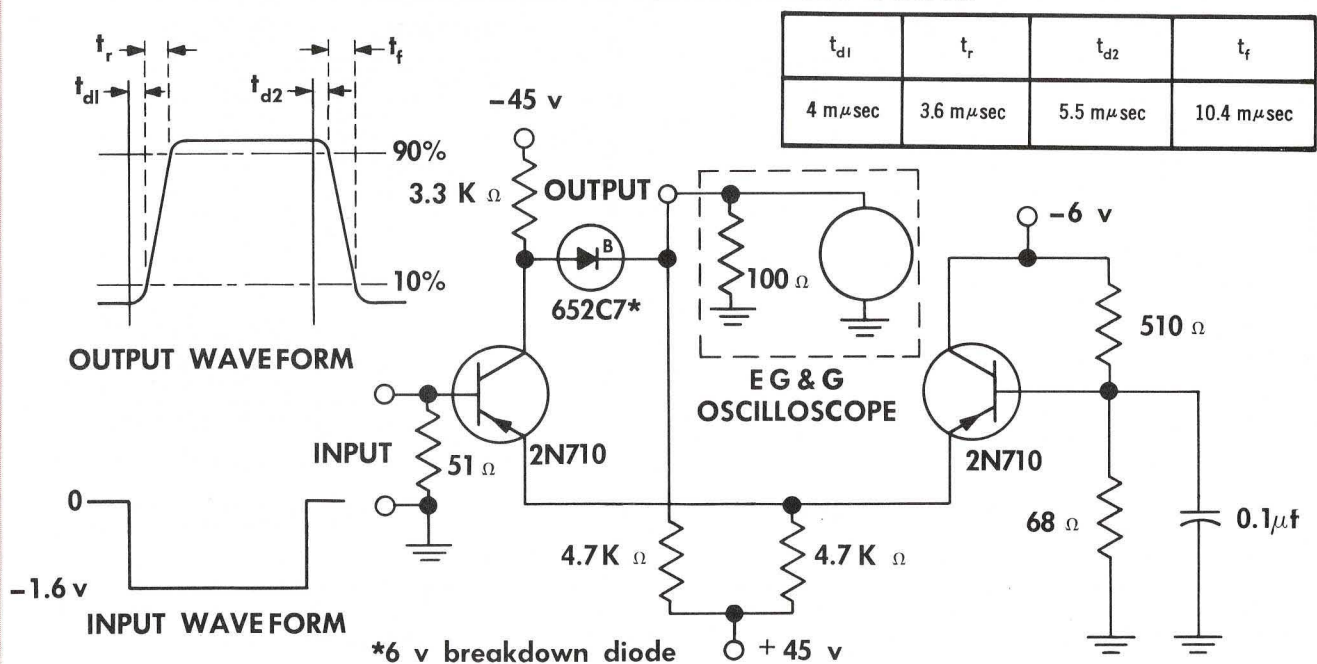 t_d1 t_r t_d2 t_f
4 mμsec 3.6 mμsec 5.5 mμsec 10.4 mμsec
t_r
t_f
t_d1
t_d2
90%
10%
OUTPUT WAVEFORM
-45 v
3.3 K Ω
OUTPUT
B
652C7*
100 Ω
EG&G
OSCILLOSCOPE
-6 v
510 Ω
INPUT
51 Ω
2N710
2N710
68 Ω
0.1μf
4.7K Ω
4.7K Ω
0
-1.6 v
INPUT WAVEFORM
*6 v breakdown diode
+ 45 v